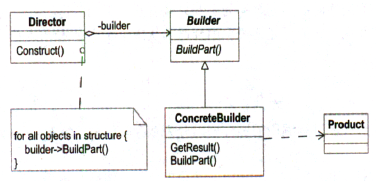 Director
Construct()
-builder
Builder
BuildPart()
for all objects in structure {
builder->BuildPart()
}
ConcreteBuilder
GetResult()
BuildPart()
Product